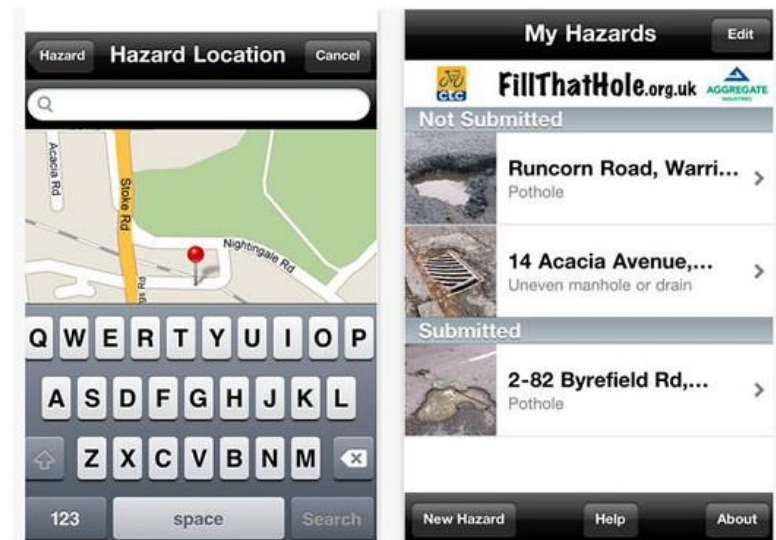 Hazard Hazard Location Cancel
Acacia Rd
Stoke Rd
Nightingale Rd
Q W E R T Y U I O P
A S D F G H J K L
Z X C V B N M
123 space Search
My Hazards Edit
ctc FillThatHole.org.uk AGGREGATE INDUSTRIES
Not Submitted
Runcorn Road, Warri...
Pothole
14 Acacia Avenue,...
Uneven manhole or drain
Submitted
2-82 Byrefield Rd,...
Pothole
New Hazard Help About